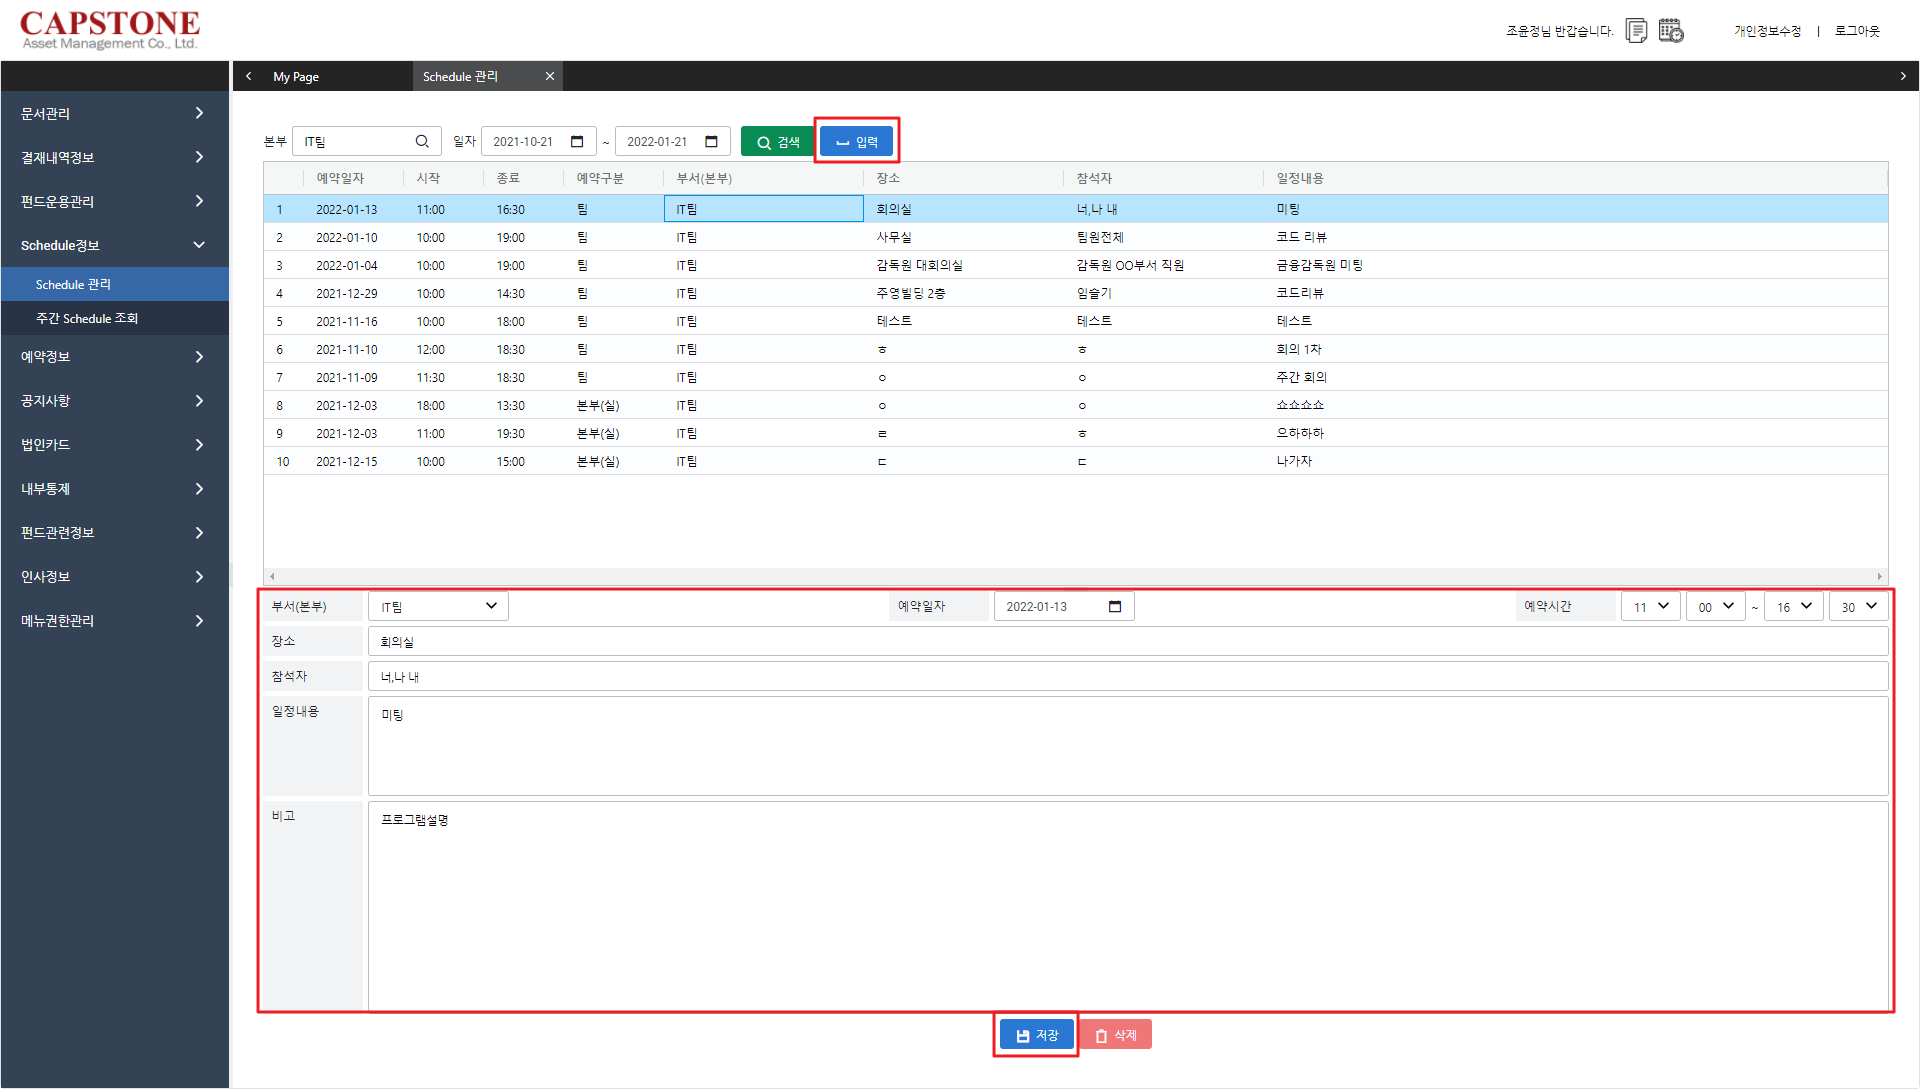 CAPSTONE
Asset Management Co., Ltd.
조윤정님 반갑습니다.
개인정보수정 | 로그아웃
My Page
Schedule 관리
문서관리
결재내역정보
펀드운용관리
Schedule정보
Schedule 관리
주간 Schedule 조회
예약정보
공지사항
법인카드
내부통제
펀드관련정보
인사정보
메뉴권한관리
본부 IT팀 일자 2021-10-21 ~ 2022-01-21 검색 입력
예약일자 시작 종료 예약구분 부서(본부) 장소 참석자 일정내용
1 2022-01-13 11:00 16:30 팀 IT팀 회의실 너,나 내 미팅
2 2022-01-10 10:00 19:00 팀 IT팀 사무실 팀원전체 코드 리뷰
3 2022-01-04 10:00 19:00 팀 IT팀 감독원 대회의실 감독원 OO부서 직원 금융감독원 미팅
4 2021-12-29 10:00 14:30 팀 IT팀 주영빌딩 2층 임슬기 코드리뷰
5 2021-11-16 10:00 18:00 팀 IT팀 테스트 테스트 테스트
6 2021-11-10 12:00 18:30 팀 IT팀 ㅎ ㅎ 회의 1차
7 2021-11-09 11:30 18:30 팀 IT팀 ㅇ ㅇ 주간 회의
8 2021-12-03 18:00 13:30 본부(실) IT팀 ㅇ ㅇ 쇼쇼쇼쇼
9 2021-12-03 11:00 19:30 본부(실) IT팀 ㄹ ㅎ 으하하하
10 2021-12-15 10:00 15:00 본부(실) IT팀 ㄷ ㄷ 나가자
부서(본부) IT팀 예약일자 2022-01-13 예약시간 11 00 ~ 16 30
장소 회의실
참석자 너,나 내
일정내용 미팅
비고 프로그램설명
저장 삭제